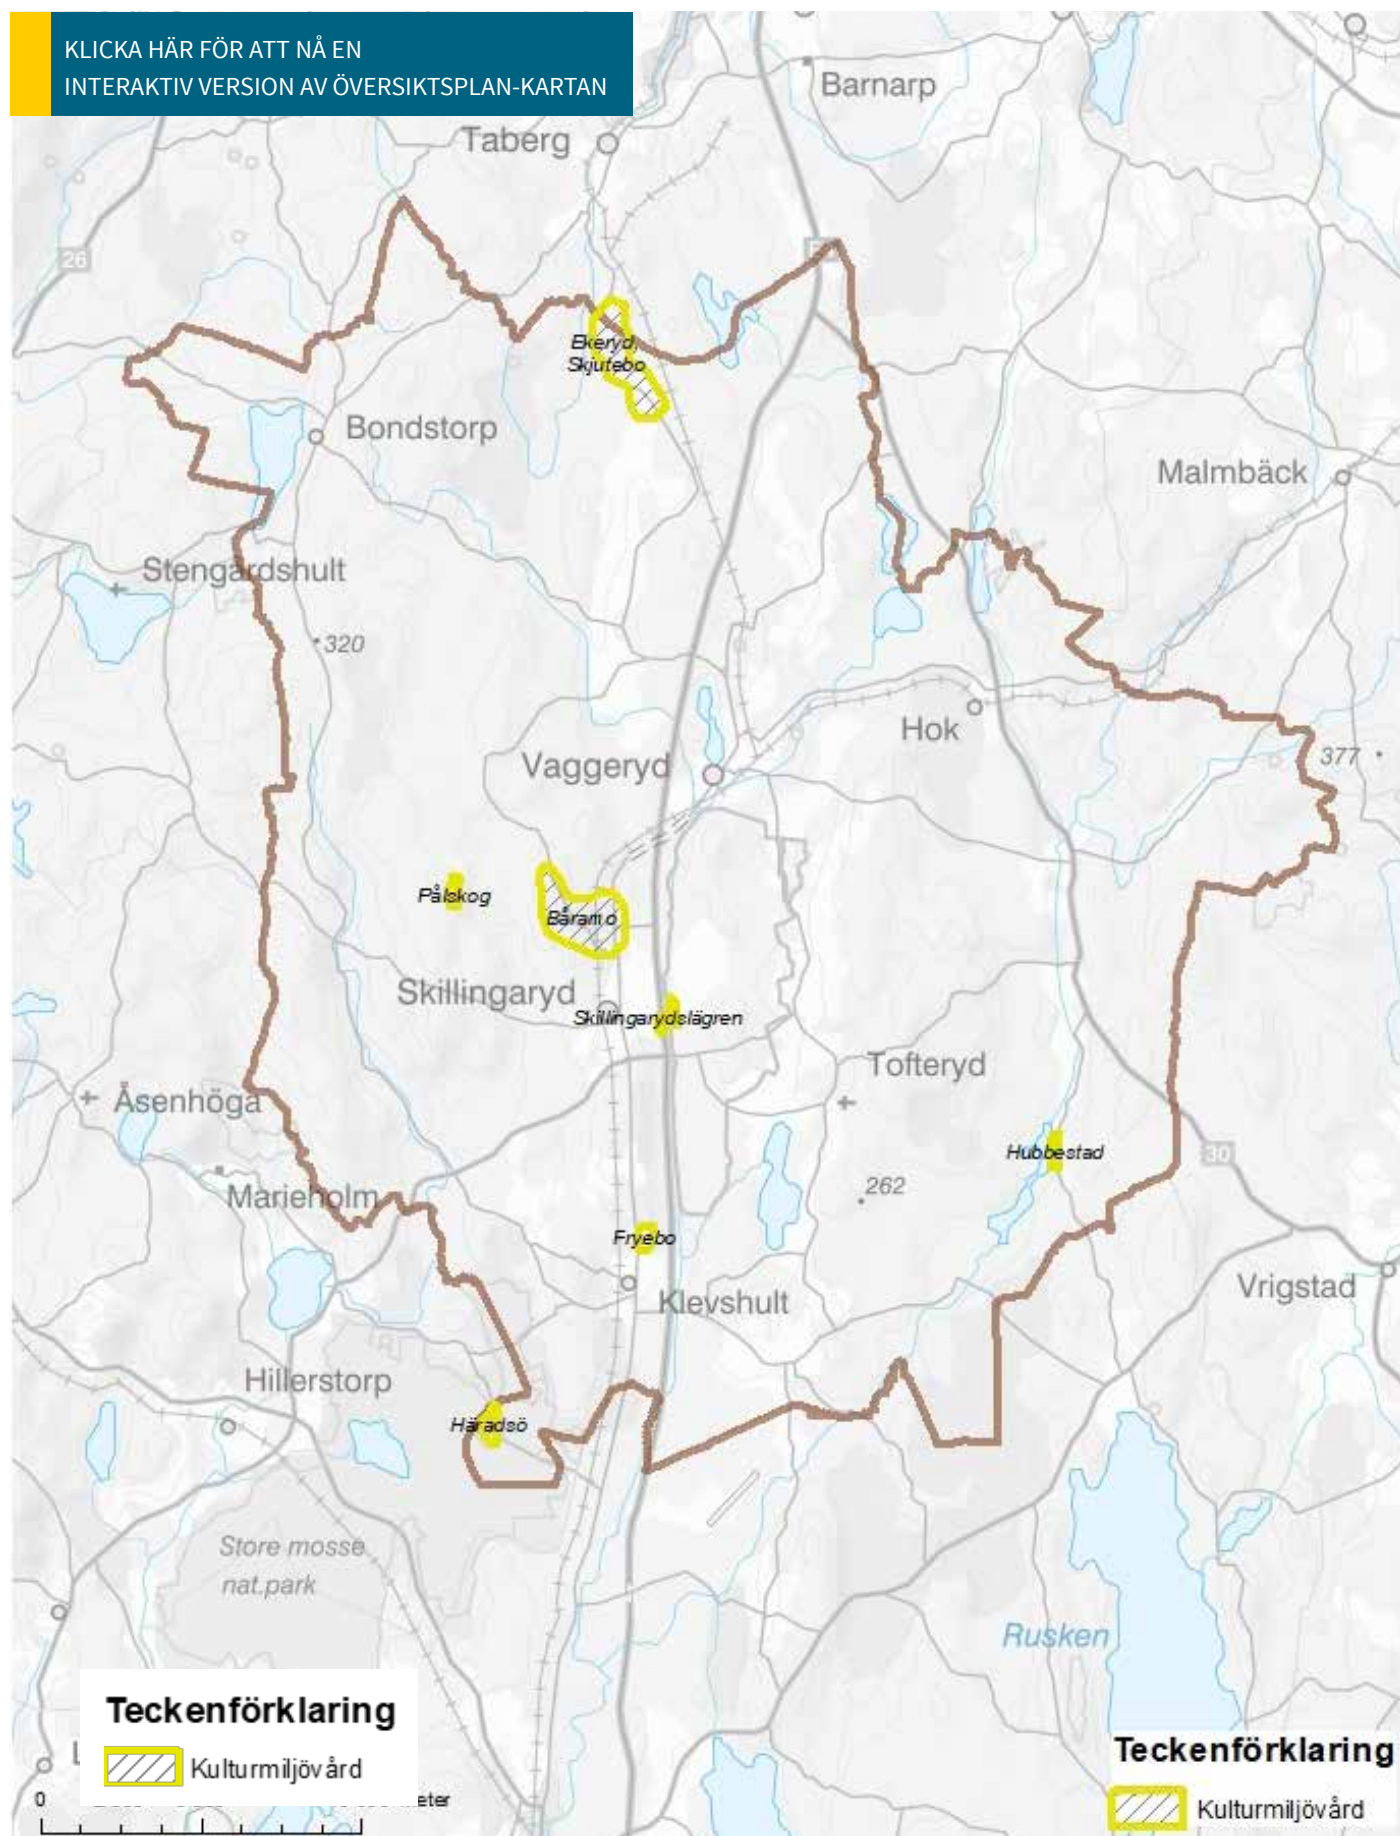 KLICKA HÄR FÖR ATT NÅ EN
INTERAKTIV VERSION AV ÖVERSIKTSPLAN-KARTAN
Barnarp
Taberg
26
Ekeryd,
Skjutebo
Bondstorp
Malmbäck
Stengårdshult
320
Hok
377
Vaggeryd
Pålskog
Båramo
Skillingaryd
Skillingarydslägren
Tofteryd
Åsenhöga
Hubbestad
30
Marieholm
262
Fryebo
Vrigstad
Klevshult
Hillerstorp
Häradsö
Store mosse
nat.park
Rusken
Teckenförklaring
Kulturmiljövård
Teckenförklaring
Kulturmiljövård
0